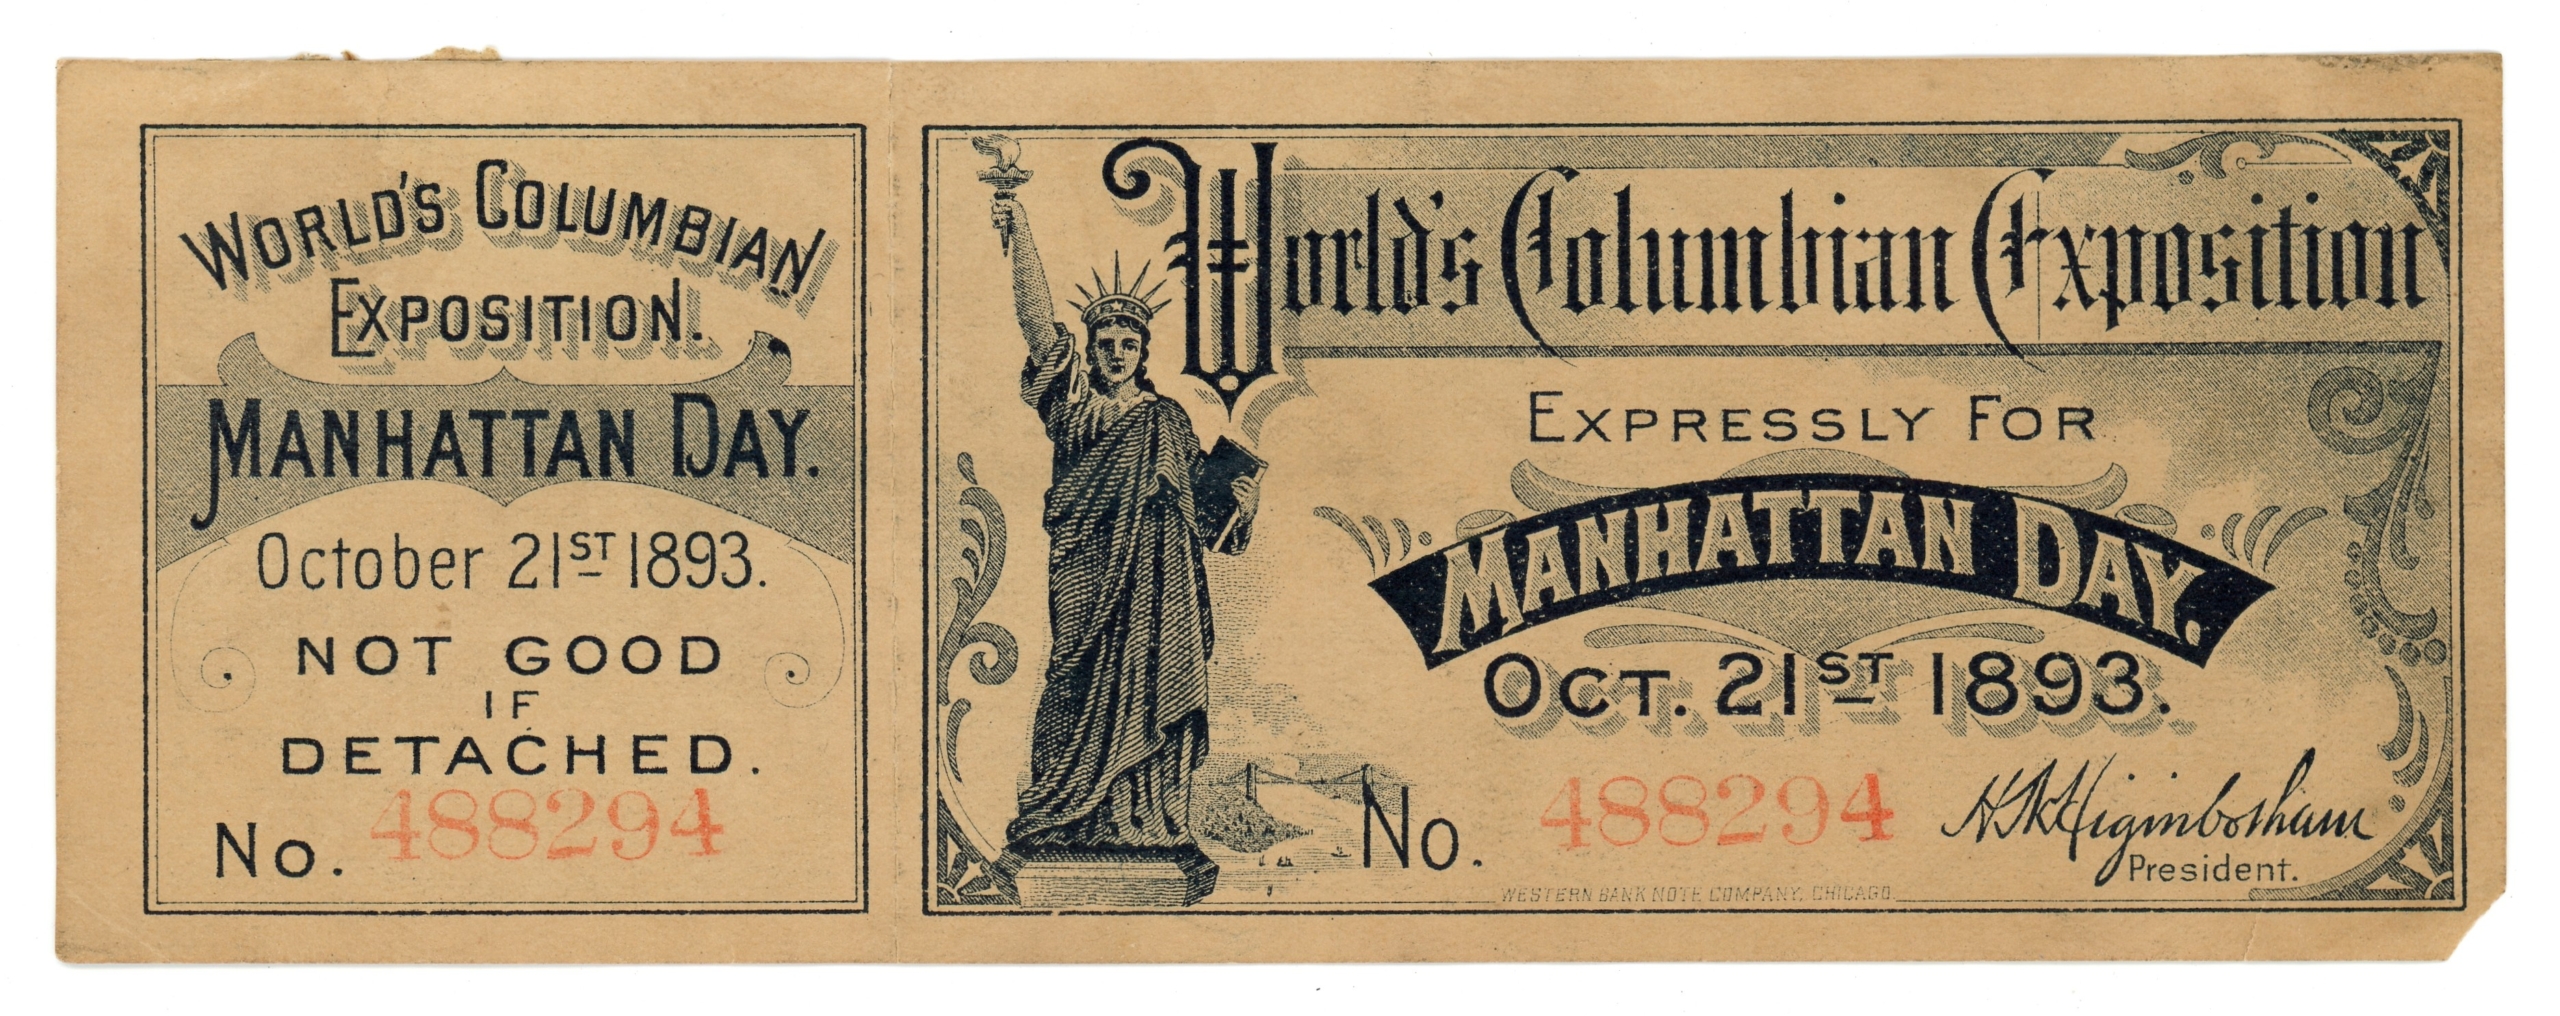 WORLD'S COLUMBIAN
EXPOSITION.
MANHATTAN DAY.
October 21ST 1893.
NOT GOOD
IF
DETACHED.
No. 488294
World's Columbian Exposition
EXPRESSLY FOR
MANHATTAN DAY.
OCT. 21ST 1893.
No. 488294
H.N. Higinbotham
President.
WESTERN BANK NOTE COMPANY, CHICAGO.